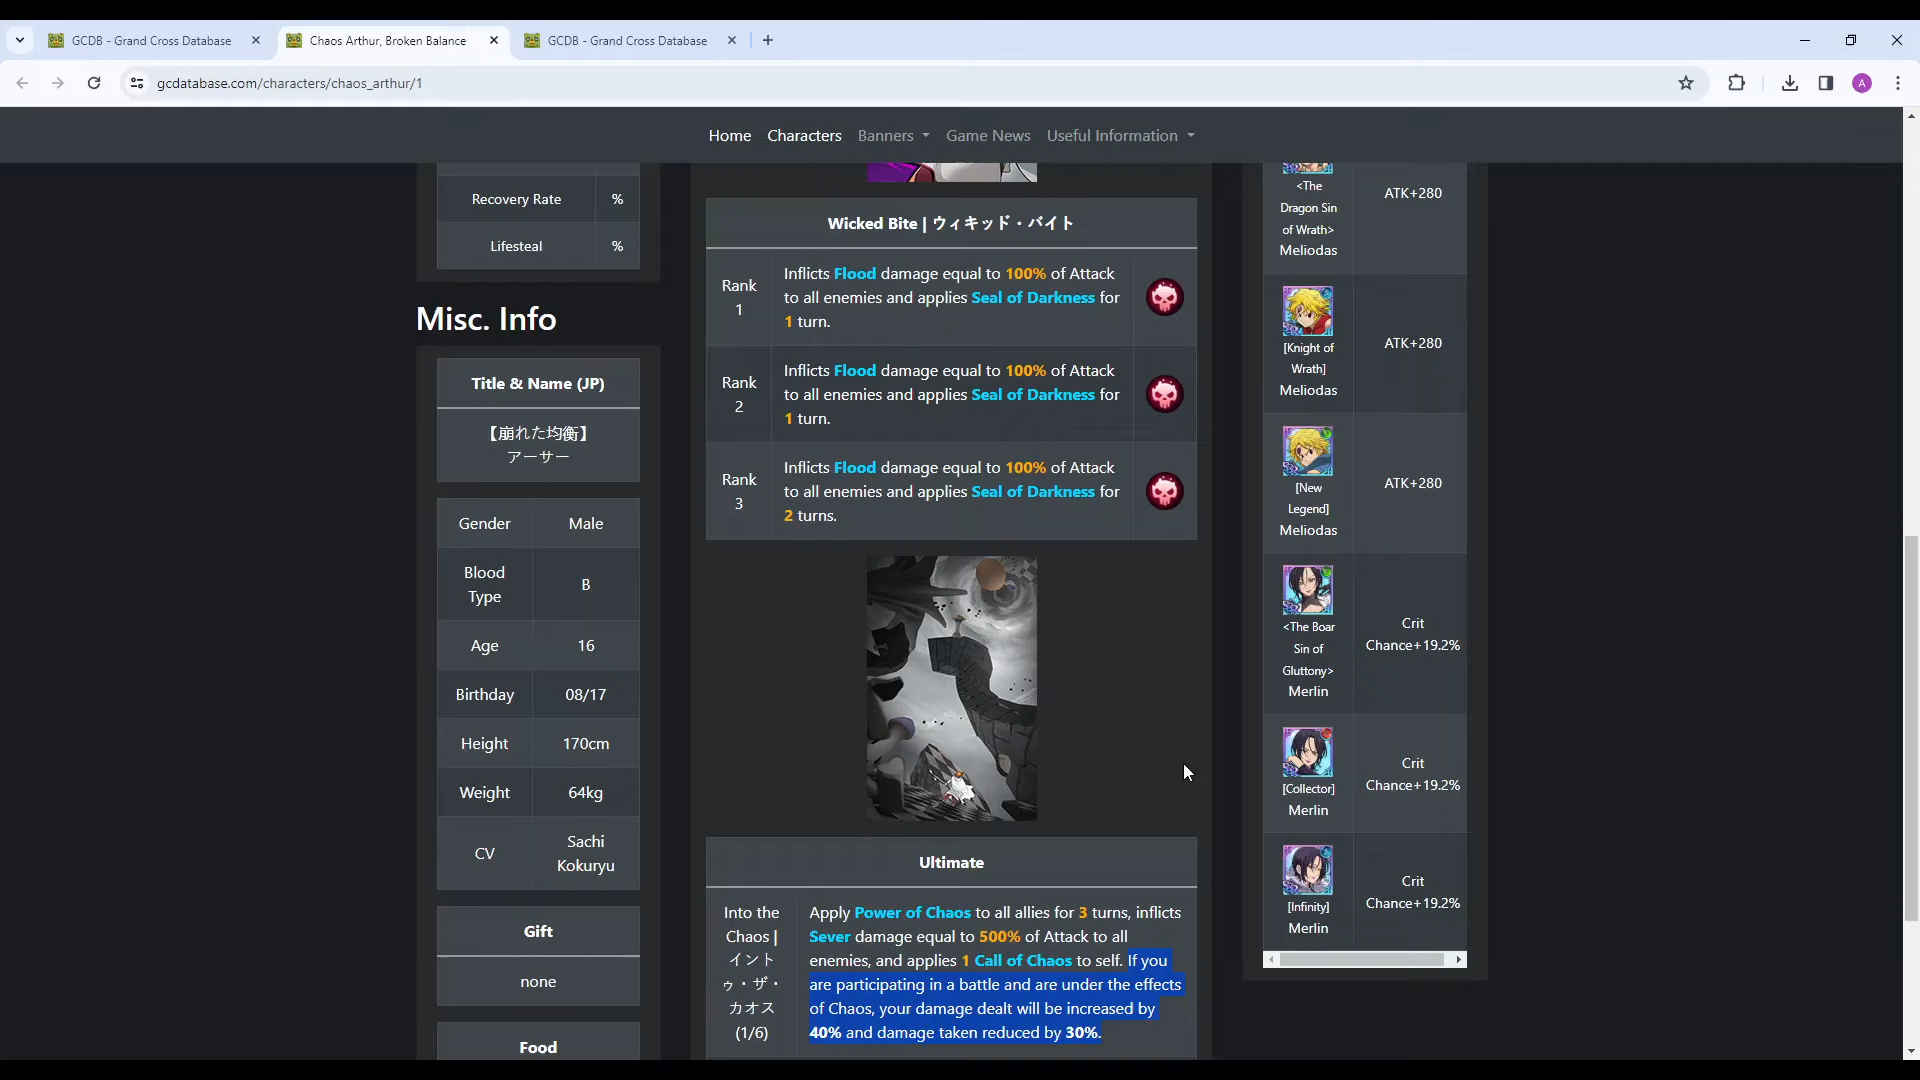 GCDB - Grand Cross Database
Chaos Arthur, Broken Balance
GCDB - Grand Cross Database
gcdatabase.com/characters/chaos_arthur/1
A
Home
Characters
Banners
Game News
Useful Information
Recovery Rate
%
Lifesteal
%
Misc. Info
Title & Name (JP)
【崩れた均衡】
アーサー
Gender
Male
Blood
Type
B
Age
16
Birthday
08/17
Height
170cm
Weight
64kg
CV
Sachi
Kokuryu
Gift
none
Food
Wicked Bite | ウィキッド・バイト
Rank
1
Inflicts Flood damage equal to 100% of Attack
to all enemies and applies Seal of Darkness for
1 turn.
Rank
2
Inflicts Flood damage equal to 100% of Attack
to all enemies and applies Seal of Darkness for
1 turn.
Rank
3
Inflicts Flood damage equal to 100% of Attack
to all enemies and applies Seal of Darkness for
2 turns.
Ultimate
Into the
Chaos |
イント
ゥ・ザ・
カオス
(1/6)
Apply Power of Chaos to all allies for 3 turns, inflicts
Sever damage equal to 500% of Attack to all
enemies, and applies 1 Call of Chaos to self. If you
are participating in a battle and are under the effects
of Chaos, your damage dealt will be increased by
40% and damage taken reduced by 30%.
<The
Dragon Sin
of Wrath>
Meliodas
ATK+280
[Knight of
Wrath]
Meliodas
ATK+280
[New
Legend]
Meliodas
ATK+280
<The Boar
Sin of
Gluttony>
Merlin
Crit
Chance+19.2%
[Collector]
Merlin
Crit
Chance+19.2%
[Infinity]
Merlin
Crit
Chance+19.2%